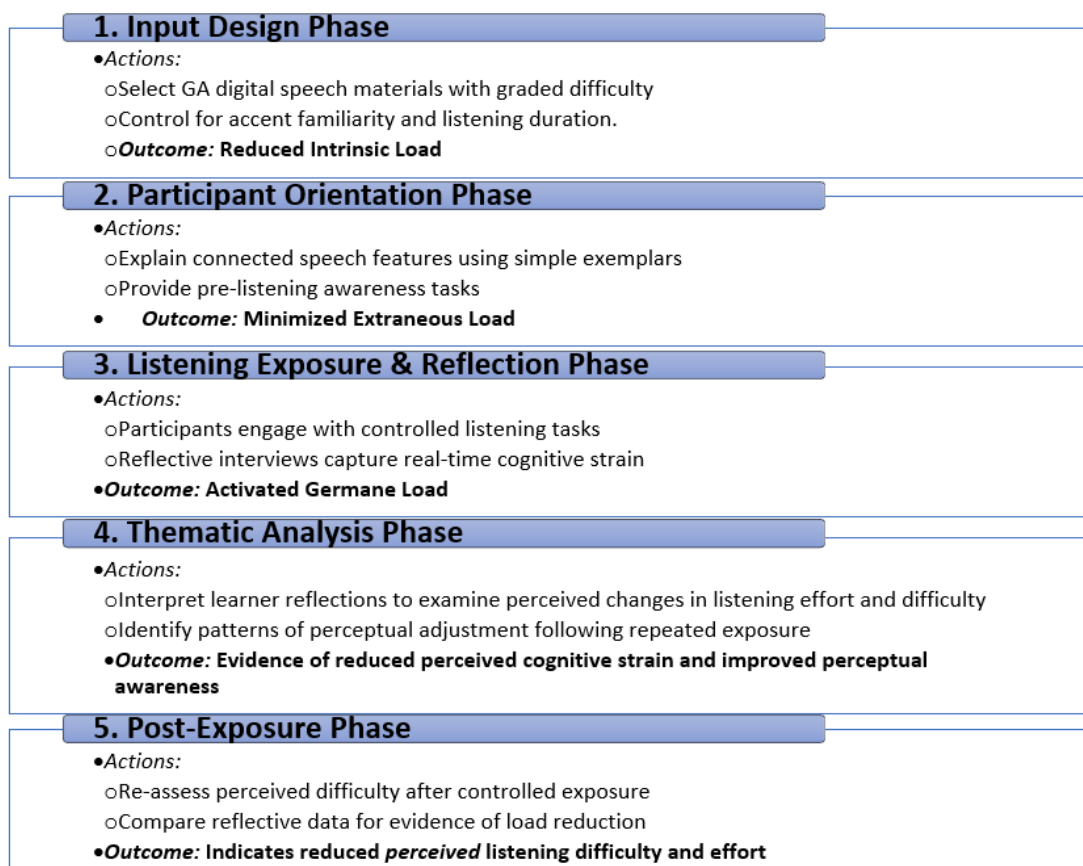 1. Input Design Phase
•Actions:
oSelect GA digital speech materials with graded difficulty
oControl for accent familiarity and listening duration.
oOutcome: Reduced Intrinsic Load
2. Participant Orientation Phase
•Actions:
oExplain connected speech features using simple exemplars
oProvide pre-listening awareness tasks
• Outcome: Minimized Extraneous Load
3. Listening Exposure & Reflection Phase
•Actions:
oParticipants engage with controlled listening tasks
oReflective interviews capture real-time cognitive strain
•Outcome: Activated Germane Load
4. Thematic Analysis Phase
•Actions:
oInterpret learner reflections to examine perceived changes in listening effort and difficulty
oIdentify patterns of perceptual adjustment following repeated exposure
•Outcome: Evidence of reduced perceived cognitive strain and improved perceptual
awareness
5. Post-Exposure Phase
•Actions:
oRe-assess perceived difficulty after controlled exposure
oCompare reflective data for evidence of load reduction
•Outcome: Indicates reduced perceived listening difficulty and effort